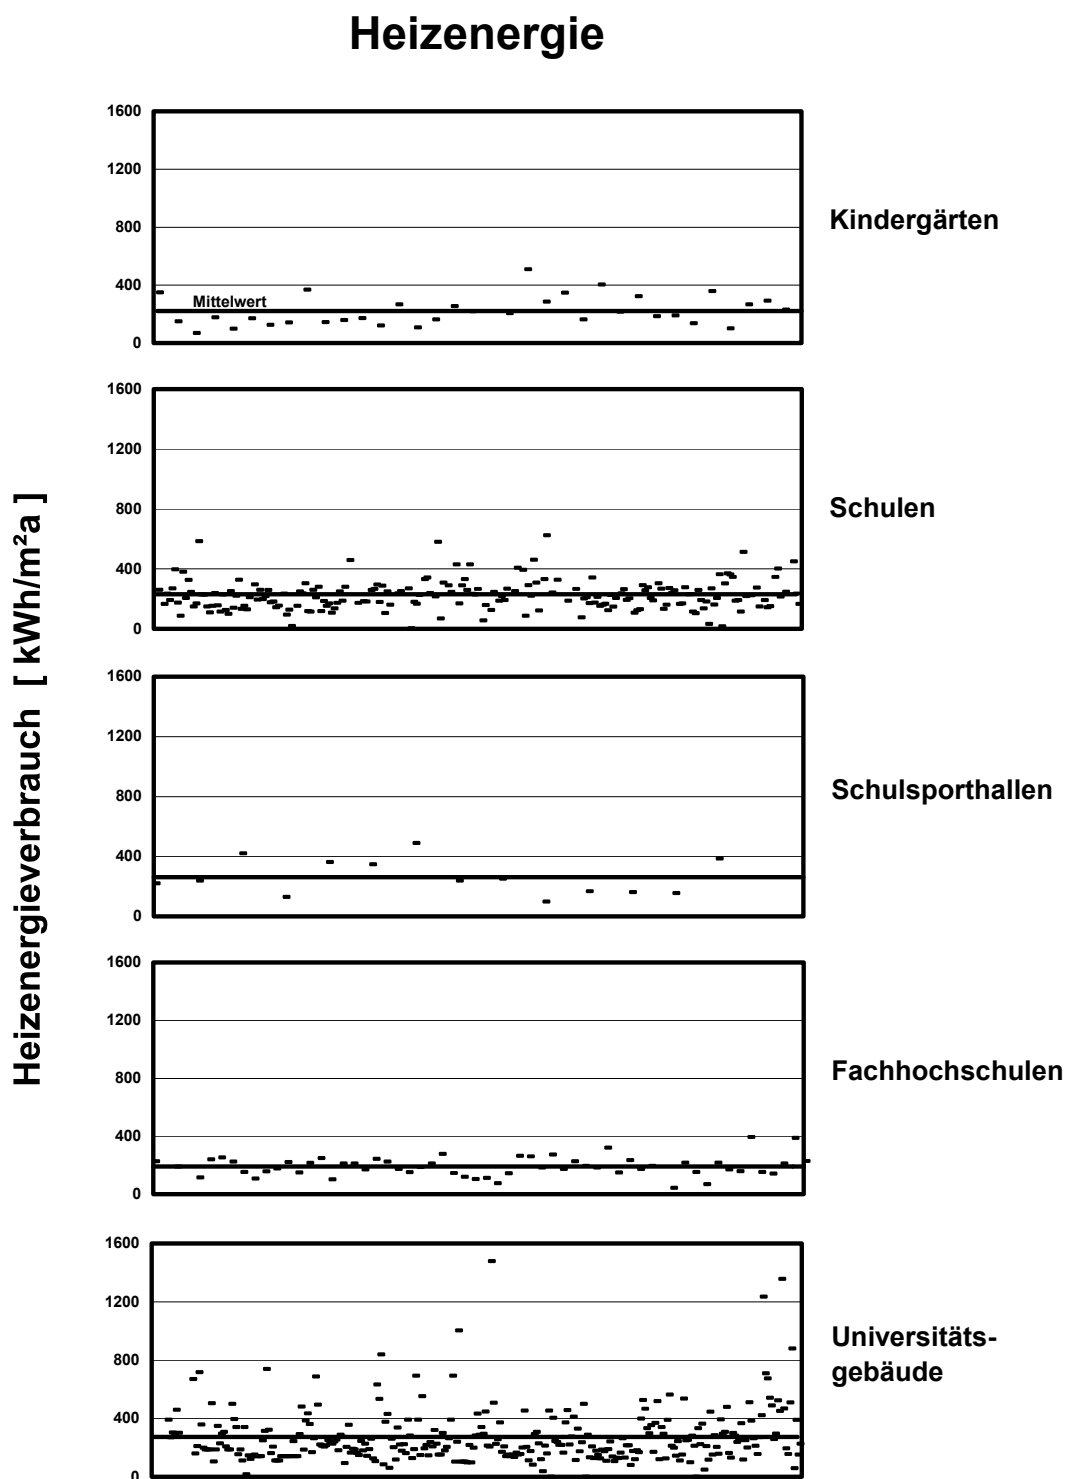 Heizenergie
Heizenergieverbrauch [ kWh/m²a ]
1600
1200
800
400
0
Mittelwert
Kindergärten
1600
1200
800
400
0
Schulen
1600
1200
800
400
0
Schulsporthallen
1600
1200
800
400
0
Fachhochschulen
1600
1200
800
400
0
Universitäts-
gebäude